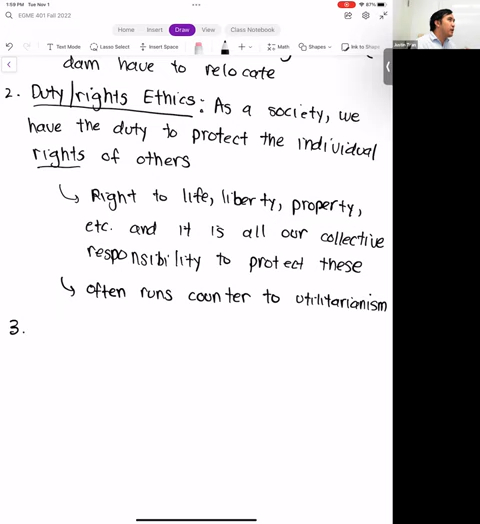 1:59 PM Tue Nov 1
87%
EGME 401 Fall 2022
Home Insert Draw View Class Notebook
Text Mode Lasso Select Insert Space Math Shapes Ink to Shape
dam have to relocate
2. Duty/rights Ethics: As a society, we
have the duty to protect the individual
rights of others
↳ Right to life, liberty, property,
etc. and it is all our collective
responsibility to protect these
↳ often runs counter to utilitarianism
3.